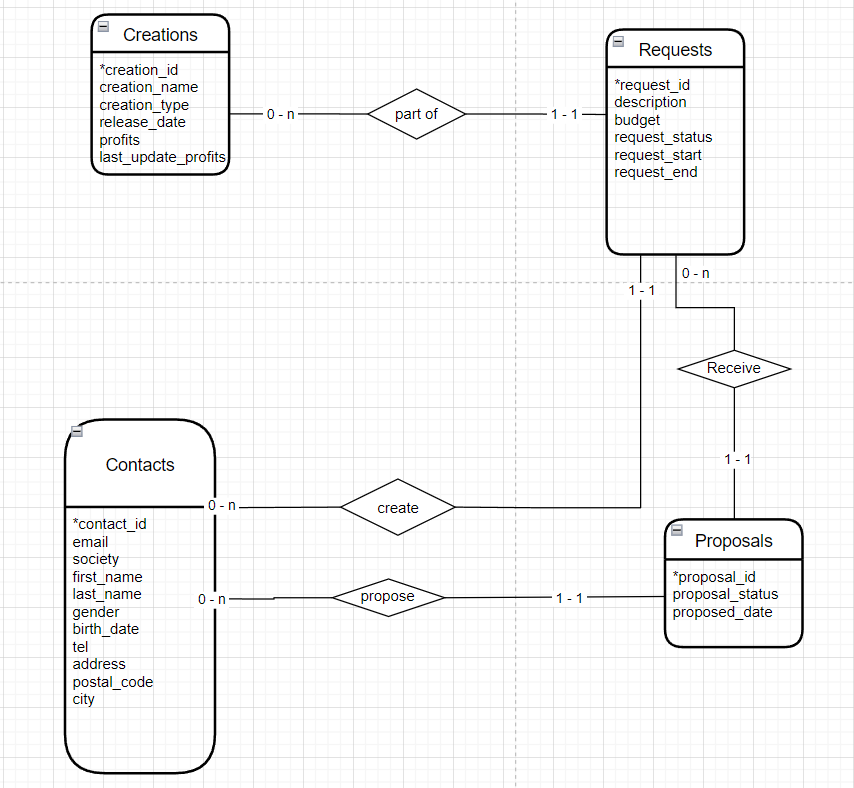 Creations
*creation_id
creation_name
creation_type
release_date
profits
last_update_profits
0 - n
part of
1 - 1
Requests
*request_id
description
budget
request_status
request_start
request_end
0 - n
1 - 1
Receive
1 - 1
Contacts
*contact_id
email
society
first_name
last_name
gender
birth_date
tel
address
postal_code
city
0 - n
create
0 - n
propose
1 - 1
Proposals
*proposal_id
proposal_status
proposed_date